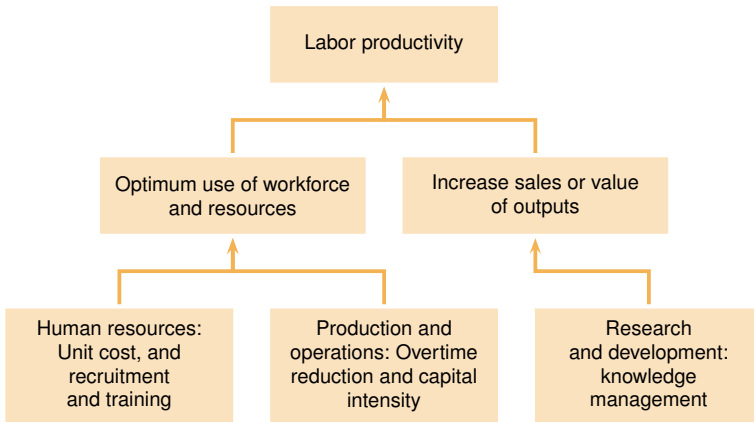 Labor productivity
Optimum use of workforce
and resources
Increase sales or value
of outputs
Human resources:
Unit cost, and
recruitment
and training
Production and
operations: Overtime
reduction and capital
intensity
Research
and development:
knowledge
management